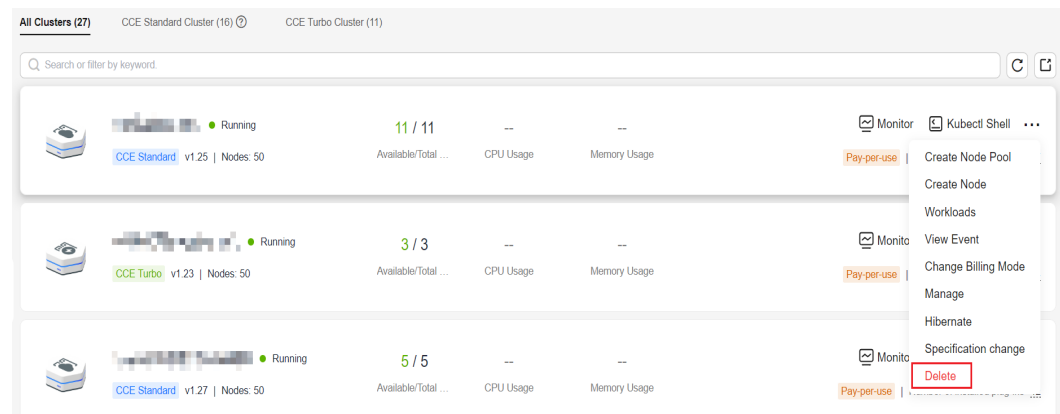 All Clusters (27) CCE Standard Cluster (16) ? CCE Turbo Cluster (11)
Search or filter by keyword.
Running 11 / 11 -- -- Monitor Kubectl Shell ...
CCE Standard v1.25 | Nodes: 50 Available/Total ... CPU Usage Memory Usage Pay-per-use |
Create Node Pool
Create Node
Workloads
View Event
Change Billing Mode
Manage
Hibernate
Specification change
Delete
Running 3 / 3 -- -- Monito
CCE Turbo v1.23 | Nodes: 50 Available/Total ... CPU Usage Memory Usage Pay-per-use |
Running 5 / 5 -- -- Monito
CCE Standard v1.27 | Nodes: 50 Available/Total ... CPU Usage Memory Usage Pay-per-use |